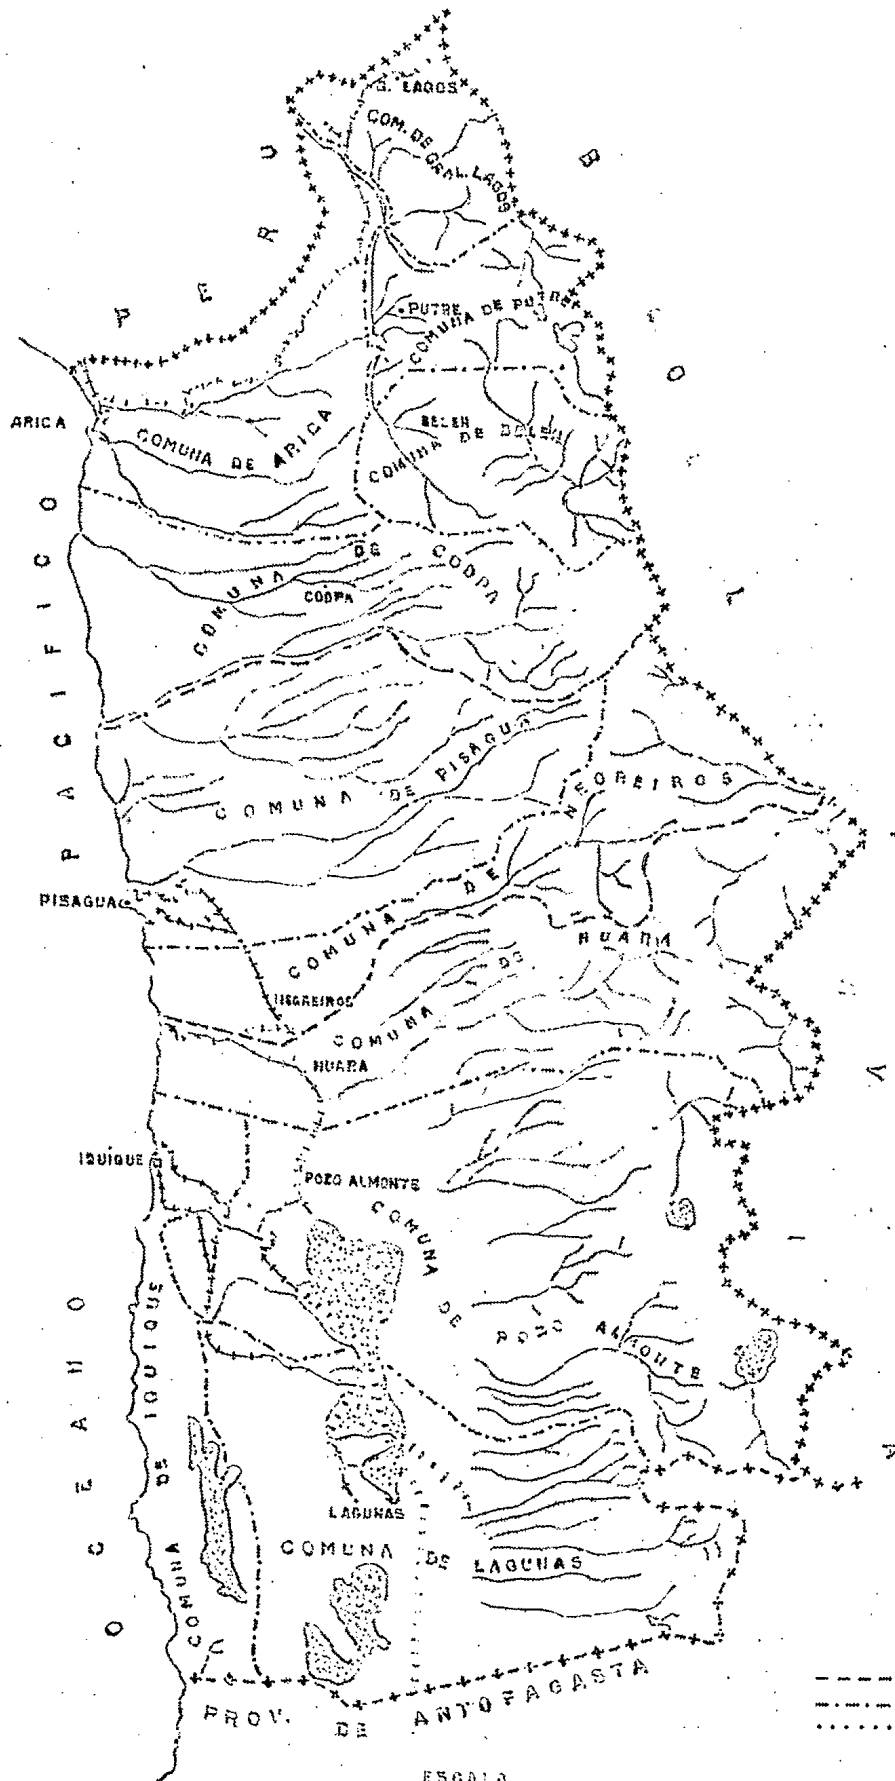 G. LAGOS
COM. DE GRAL. LAGOS
PERU
BOLIVIA
PUTRE
COMUNA DE PUTRE
ARICA
COMUNA DE ARICA
BELEN
COMUNA DE BELEN
COMUNA DE CODPA
CODPA
OCEANO PACIFICO
COMUNA DE PISAGUA
PISAGUA
COMUNA DE NEGREIROS
NEGREIROS
COMUNA DE HUARA
HUARA
IQUIQUE
POZO ALMONTE
COMUNA DE POZO ALMONTE
COMUNA DE IQUIQUE
LAGUNAS
COMUNA DE LAGUNAS
PROV. DE ANTOFAGASTA
ESCALA